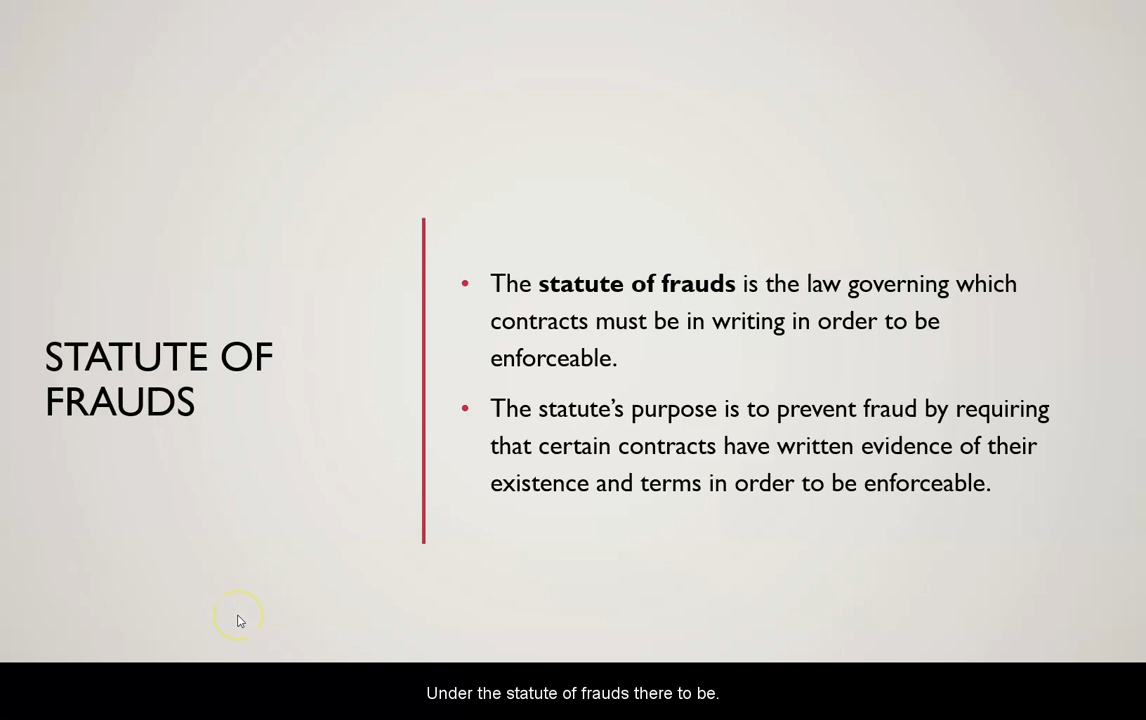 STATUTE OF
FRAUDS
• The statute of frauds is the law governing which
contracts must be in writing in order to be
enforceable.
• The statute’s purpose is to prevent fraud by requiring
that certain contracts have written evidence of their
existence and terms in order to be enforceable.
Under the statute of frauds there to be.